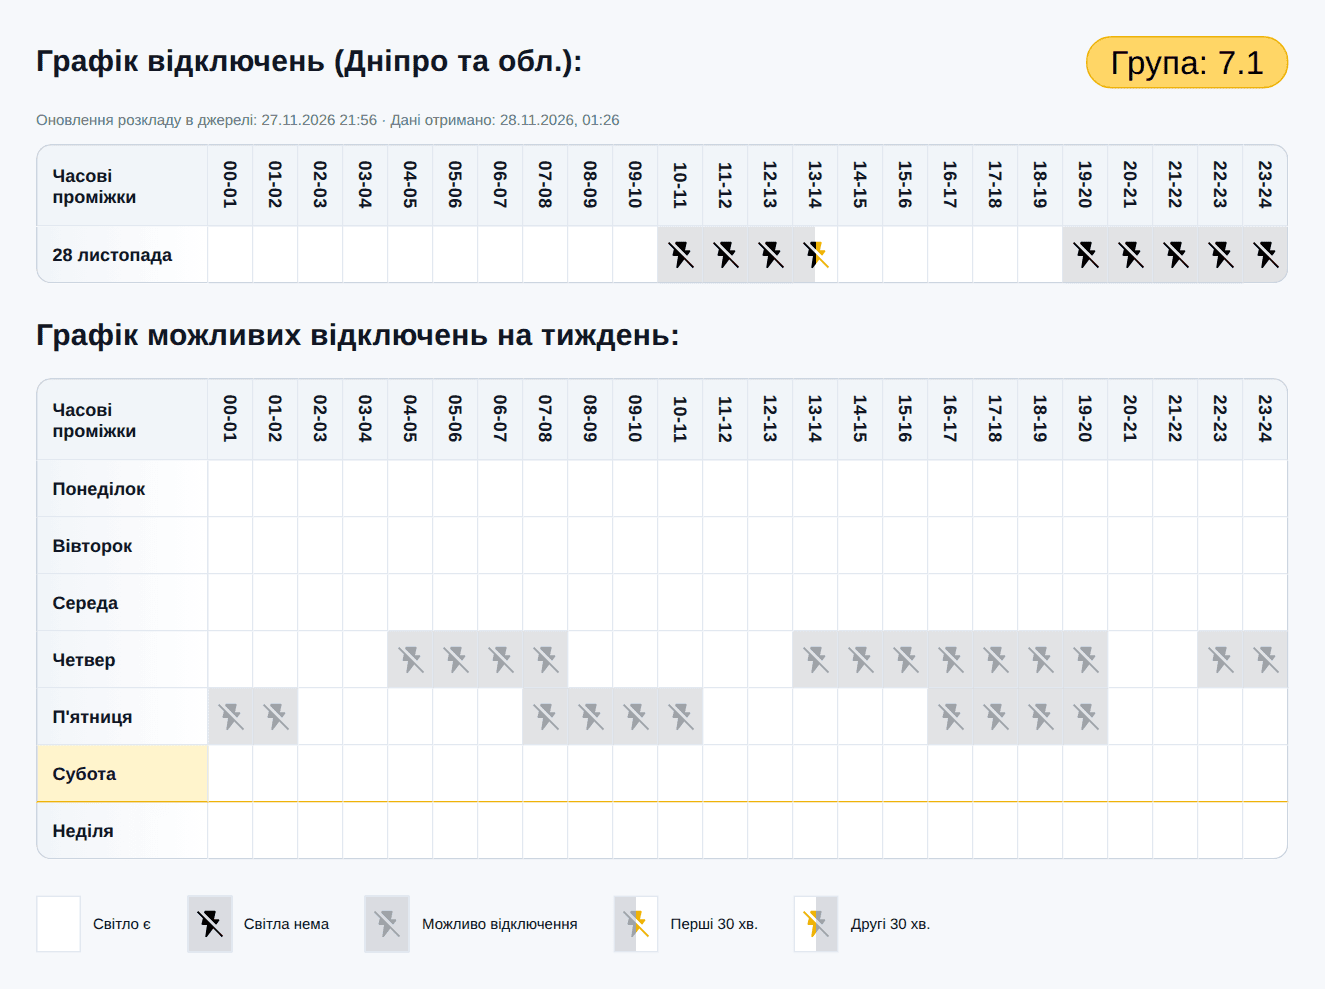 Графік відключень (Дніпро та обл.):
Група: 7.1
Оновлення розкладу в джерелі: 27.11.2026 21:56 · Дані отримано: 28.11.2026, 01:26
Часові
проміжки
00-01 01-02 02-03 03-04 04-05 05-06 06-07 07-08 08-09 09-10 10-11 11-12 12-13 13-14 14-15 15-16 16-17 17-18 18-19 19-20 20-21 21-22 22-23 23-24
28 листопада
Графік можливих відключень на тиждень:
Часові
проміжки
00-01 01-02 02-03 03-04 04-05 05-06 06-07 07-08 08-09 09-10 10-11 11-12 12-13 13-14 14-15 15-16 16-17 17-18 18-19 19-20 20-21 21-22 22-23 23-24
Понеділок
Вівторок
Середа
Четвер
П'ятниця
Субота
Неділя
Світло є Світла нема Можливо відключення Перші 30 хв. Другі 30 хв.